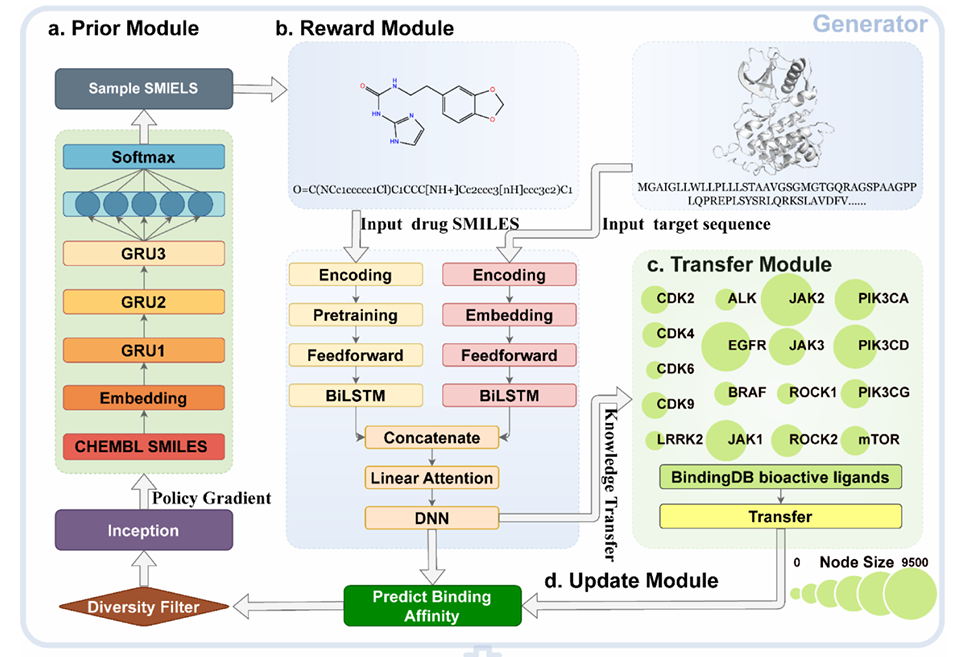 Generator
a. Prior Module
b. Reward Module
Sample SMIELS
Softmax
GRU3
GRU2
GRU1
Embedding
CHEMBL SMILES
Policy Gradient
Inception
Diversity Filter
O
H
N
HN
N
HN
O
O
O=C(NCc1ccccc1Cl)C1CCC[NH+]Cc2ccc3[nH]ccc3c2)C1
MGAIGLLWLLPLLLSTAAVGSGMGTGQRAGSPAAGPP
LQPREPLSYSRLQRKSLAVDFV......
Input drug SMILES
Input target sequence
Encoding
Pretraining
Feedforward
BiLSTM
Encoding
Embedding
Feedforward
BiLSTM
Concatenate
Linear Attention
DNN
Knowledge Transfer
c. Transfer Module
CDK2
ALK
JAK2
PIK3CA
CDK4
EGFR
JAK3
PIK3CD
CDK6
CDK9
BRAF
ROCK1
PIK3CG
LRRK2
JAK1
ROCK2
mTOR
BindingDB bioactive ligands
Transfer
0 Node Size 9500
d. Update Module
Predict Binding
Affinity